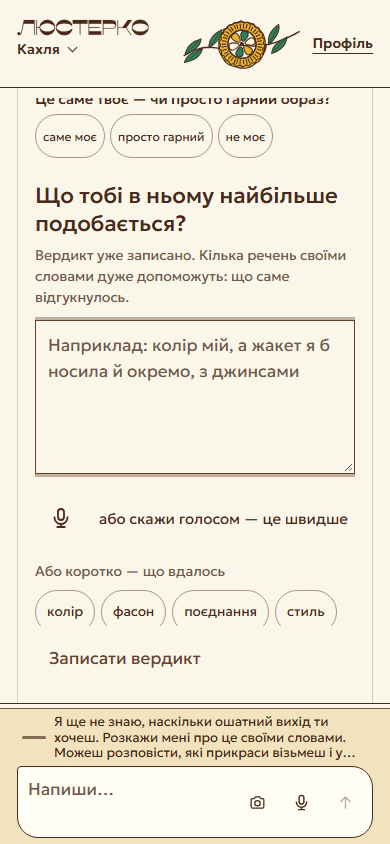 ЛЮСТЕРКО
Кахля
Профіль
Це саме твоє — чи просто гарний образ?
саме моє
просто гарний
не моє
Що тобі в ньому найбільше
подобається?
Вердикт уже записано. Кілька речень своїми
словами дуже допоможуть: що саме
відгукнулось.
Наприклад: колір мій, а жакет я б
носила й окремо, з джинсами
або скажи голосом — це швидше
Або коротко — що вдалось
колір
фасон
поєднання
стиль
Записати вердикт
Я ще не знаю, наскільки ошатний вихід ти
хочеш. Розкажи мені про це своїми словами.
Можеш розповісти, які прикраси візьмеш і у…
Напиши…